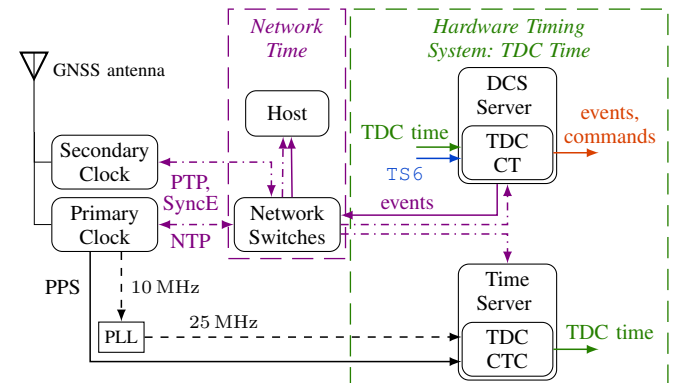 Network
Time
Hardware Timing
System: TDC Time
GNSS antenna
Host
DCS
Server
TDC
CT
TDC time
TS6
events,
commands
Secondary
Clock
PTP,
SyncE
NTP
Primary
Clock
Network
Switches
events
PPS
10 MHz
PLL
25 MHz
Time
Server
TDC
CTC
TDC time